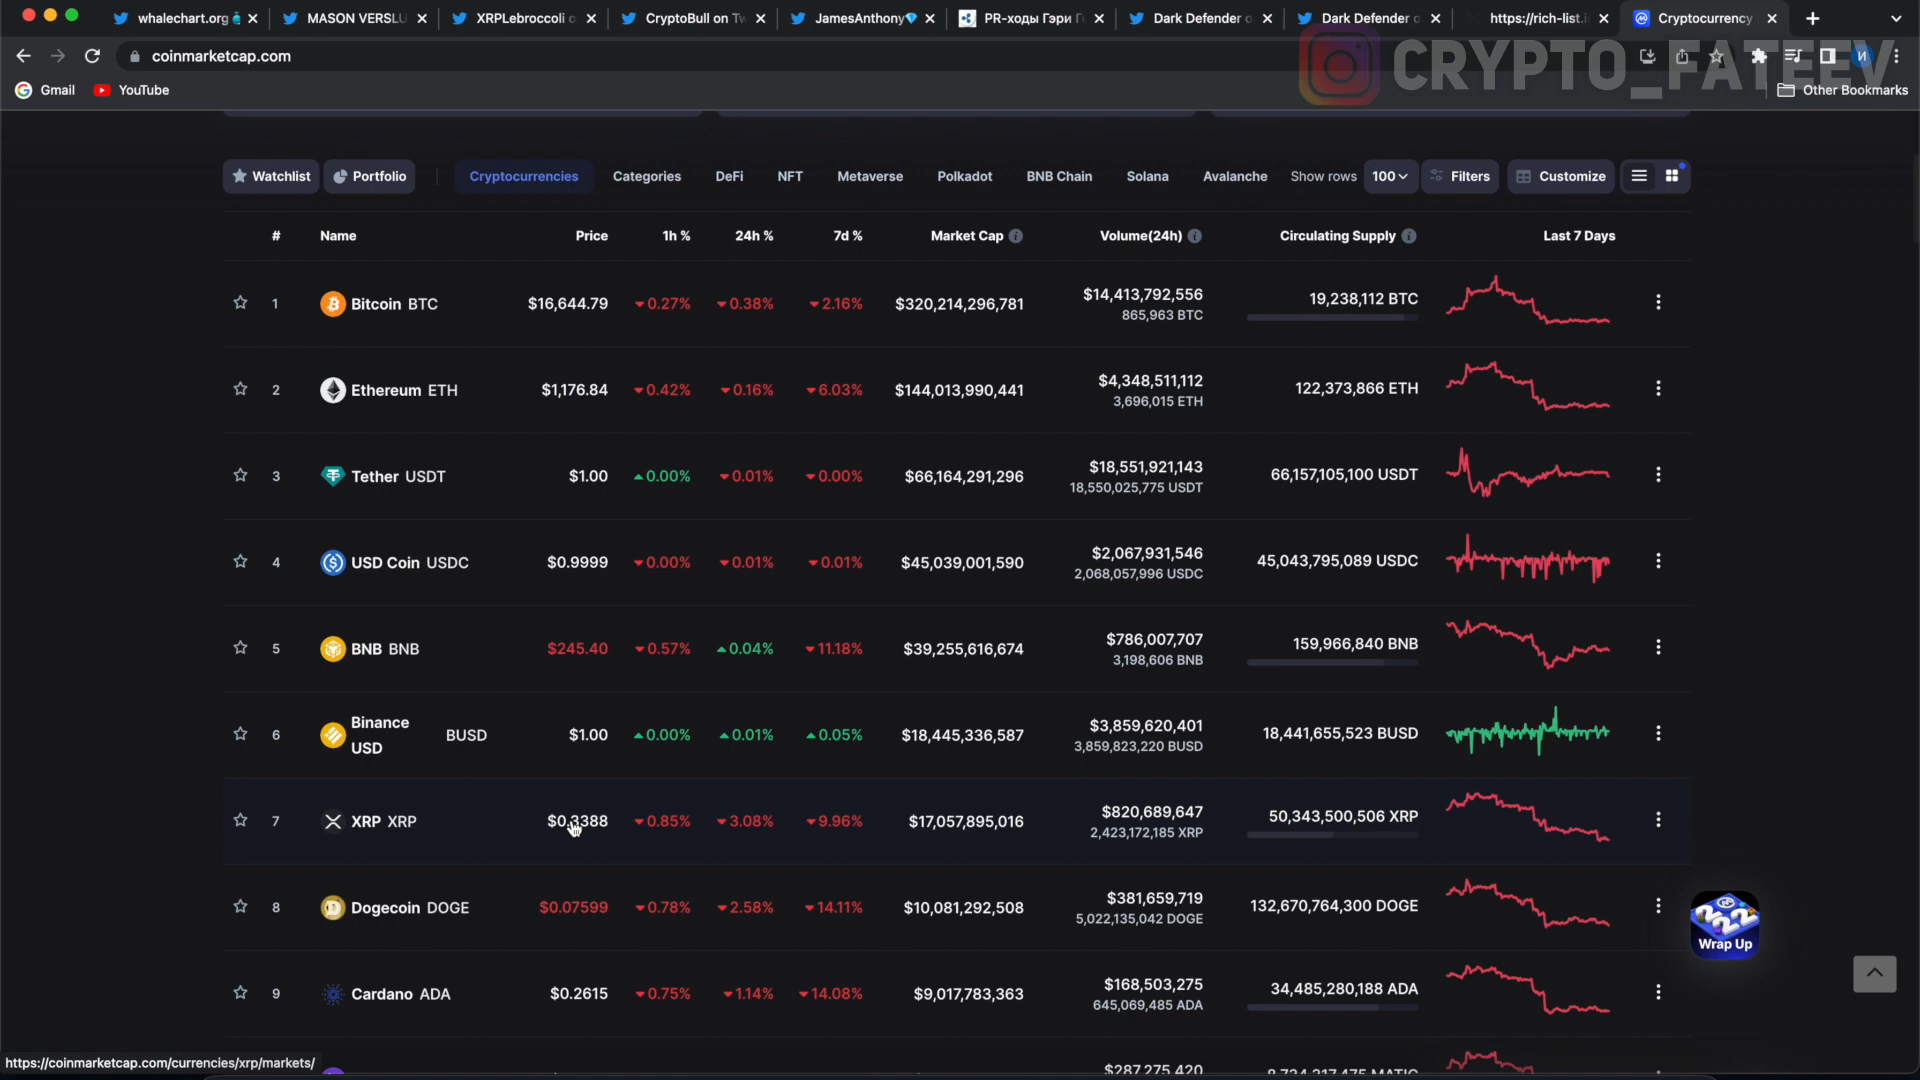 whalechart.org
MASON VERSLU
XRPLebroccoli o
CryptoBull on Tw
JamesAnthony
PR-ходы Гэри Ге
Dark Defender o
Dark Defender o
https://rich-list.i
Cryptocurrency
coinmarketcap.com
И
CRYPTO_FATEEV
Gmail YouTube
Other Bookmarks
Watchlist Portfolio Cryptocurrencies Categories DeFi NFT Metaverse Polkadot BNB Chain Solana Avalanche Show rows 100 Filters Customize
# Name Price 1h % 24h % 7d % Market Cap Volume(24h) Circulating Supply Last 7 Days
1 Bitcoin BTC $16,644.79 0.27% 0.38% 2.16% $320,214,296,781 $14,413,792,556 19,238,112 BTC
865,963 BTC
2 Ethereum ETH $1,176.84 0.42% 0.16% 6.03% $144,013,990,441 $4,348,511,112 122,373,866 ETH
3,696,015 ETH
3 Tether USDT $1.00 0.00% 0.01% 0.00% $66,164,291,296 $18,551,921,143 66,157,105,100 USDT
18,550,025,775 USDT
4 USD Coin USDC $0.9999 0.00% 0.01% 0.01% $45,039,001,590 $2,067,931,546 45,043,795,089 USDC
2,068,057,996 USDC
5 BNB BNB $245.40 0.57% 0.04% 11.18% $39,255,616,674 $786,007,707 159,966,840 BNB
3,198,606 BNB
6 Binance USD BUSD $1.00 0.00% 0.01% 0.05% $18,445,336,587 $3,859,620,401 18,441,655,523 BUSD
3,859,823,220 BUSD
7 XRP XRP $0.3388 0.85% 3.08% 9.96% $17,057,895,016 $820,689,647 50,343,500,506 XRP
2,423,172,185 XRP
8 Dogecoin DOGE $0.07599 0.78% 2.58% 14.11% $10,081,292,508 $381,659,719 132,670,764,300 DOGE
5,022,135,042 DOGE
9 Cardano ADA $0.2615 0.75% 1.14% 14.08% $9,017,783,363 $168,503,275 34,485,280,188 ADA
645,069,485 ADA
2022
Wrap Up
$287,275,420 8,734,317,475 MATIC
https://coinmarketcap.com/currencies/xrp/markets/